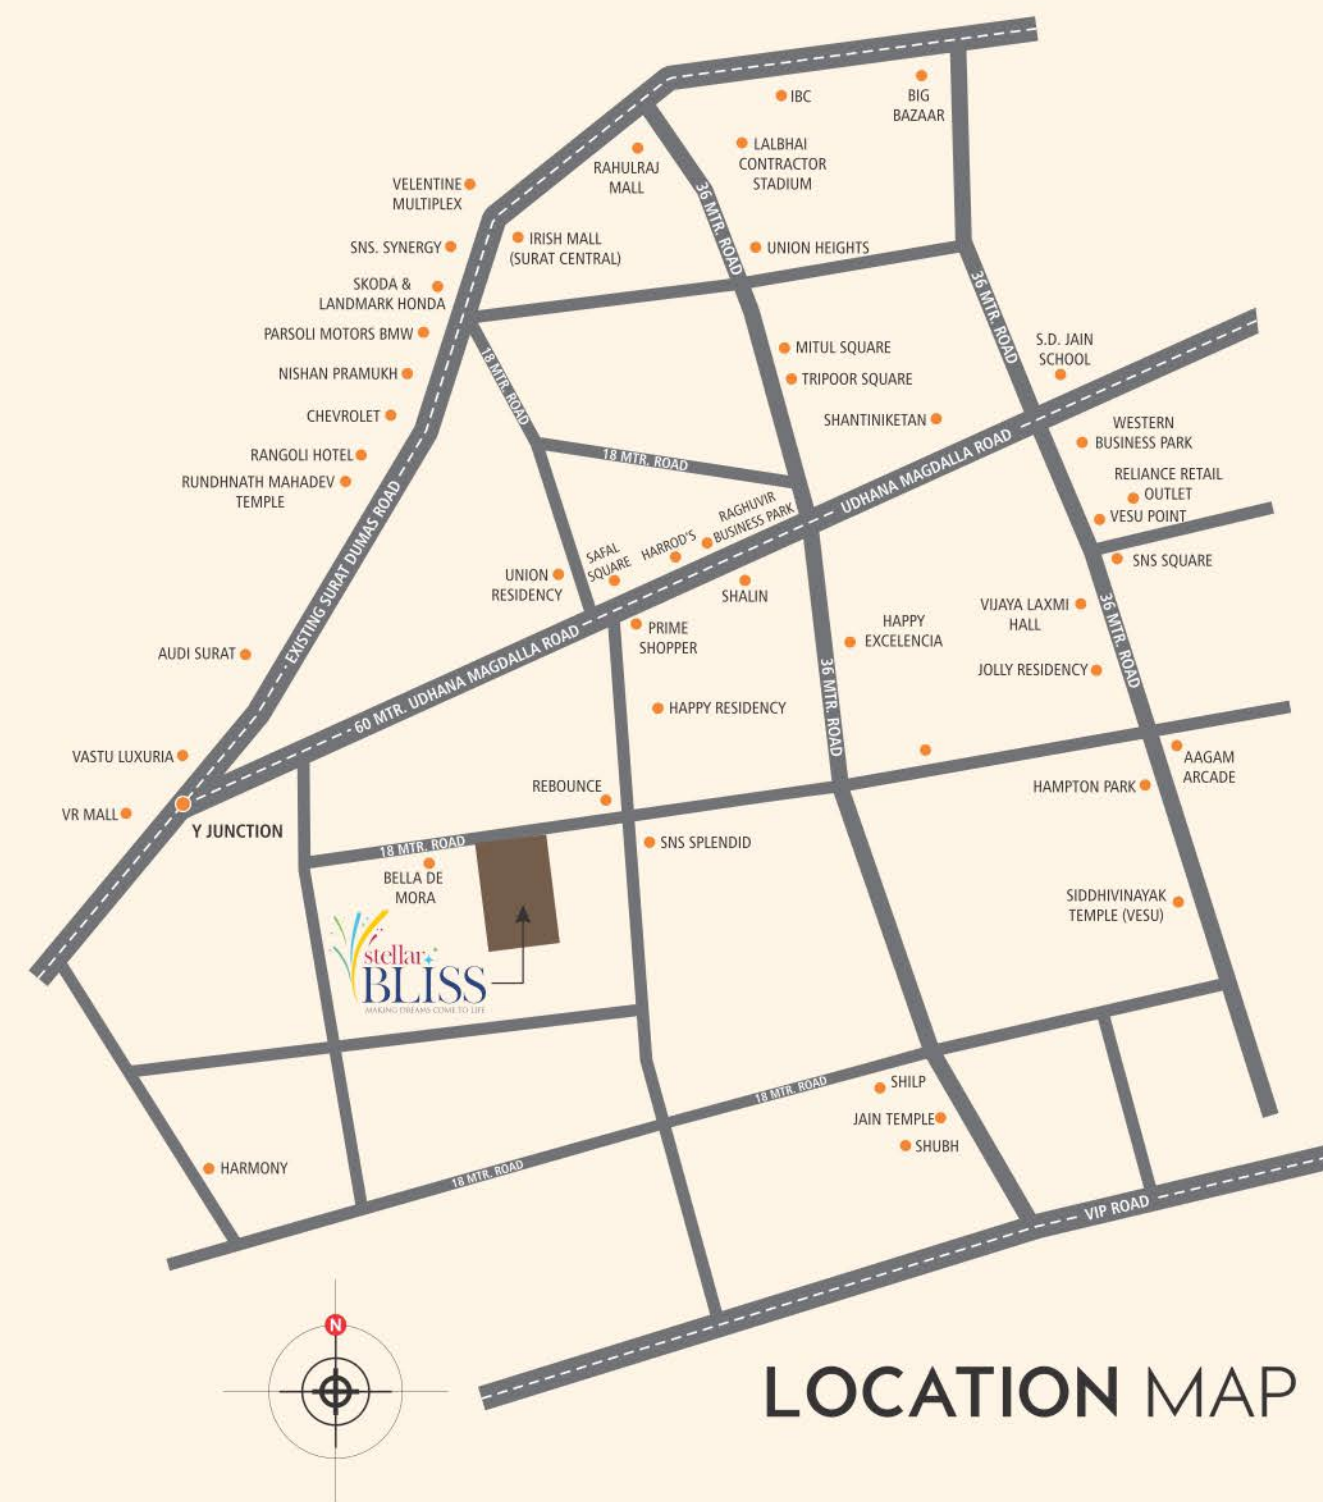 IBC
BIG
BAZAAR
LALBHAI
CONTRACTOR
STADIUM
RAHULRAJ
MALL
VELENTINE
MULTIPLEX
36 MTR. ROAD
IRISH MALL
(SURAT CENTRAL)
SNS. SYNERGY
UNION HEIGHTS
SKODA &
LANDMARK HONDA
36 MTR. ROAD
PARSOLI MOTORS BMW
MITUL SQUARE
S.D. JAIN
SCHOOL
NISHAN PRAMUKH
18 MTR. ROAD
TRIPOOR SQUARE
CHEVROLET
SHANTINIKETAN
WESTERN
BUSINESS PARK
RANGOLI HOTEL
18 MTR. ROAD
UDHANA MAGDALLA ROAD
RUNDHNATH MAHADEV
TEMPLE
RELIANCE RETAIL
OUTLET
VESU POINT
EXISTING SURAT DUMAS ROAD
RAGHUVIR
BUSINESS PARK
HARROD'S
SAFAL
SQUARE
SNS SQUARE
UNION
RESIDENCY
SHALIN
VIJAYA LAXMI
HALL
36 MTR. ROAD
PRIME
SHOPPER
HAPPY
EXCELENCIA
AUDI SURAT
60 MTR. UDHANA MAGDALLA ROAD
JOLLY RESIDENCY
36 MTR. ROAD
HAPPY RESIDENCY
VASTU LUXURIA
AAGAM
ARCADE
REBOUNCE
HAMPTON PARK
VR MALL
Y JUNCTION
18 MTR. ROAD
SNS SPLENDID
BELLA DE
MORA
SIDDHIVINAYAK
TEMPLE (VESU)
stellar
BLISS
MAKING DREAMS COME TO LIFE
18 MTR. ROAD
SHILP
JAIN TEMPLE
SHUBH
HARMONY
18 MTR. ROAD
VIP ROAD
N
LOCATION MAP